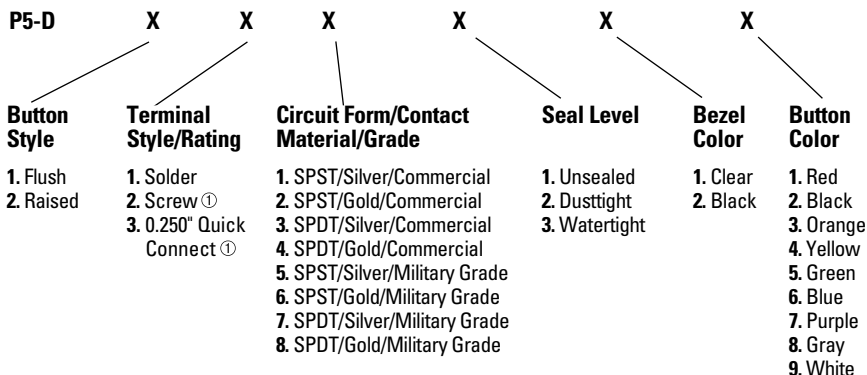 P5-D X X X X X X
Button Style
Terminal Style/Rating
Circuit Form/Contact Material/Grade
Seal Level
Bezel Color
Button Color
1. Flush
2. Raised
1. Solder
2. Screw ①
3. 0.250" Quick
Connect ①
1. SPST/Silver/Commercial
2. SPST/Gold/Commercial
3. SPDT/Silver/Commercial
4. SPDT/Gold/Commercial
5. SPST/Silver/Military Grade
6. SPST/Gold/Military Grade
7. SPDT/Silver/Military Grade
8. SPDT/Gold/Military Grade
1. Unsealed
2. Dusttight
3. Watertight
1. Clear
2. Black
1. Red
2. Black
3. Orange
4. Yellow
5. Green
6. Blue
7. Purple
8. Gray
9. White